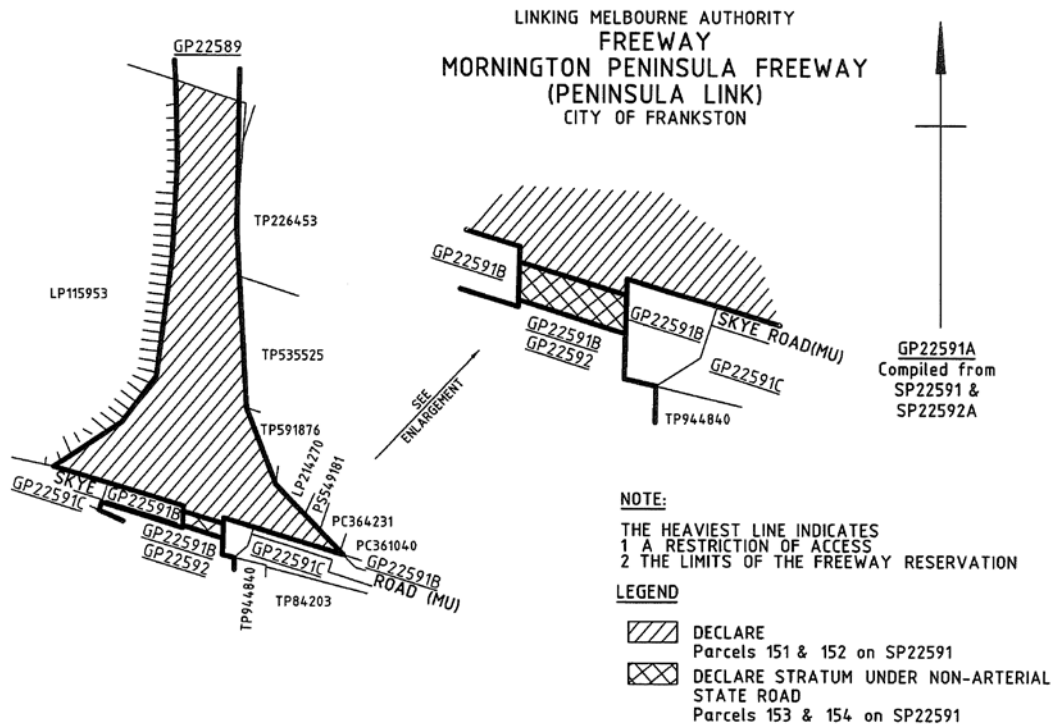 LINKING MELBOURNE AUTHORITY
FREEWAY
MORNINGTON PENINSULA FREEWAY
(PENINSULA LINK)
CITY OF FRANKSTON
GP22589
TP226453
LP115953
TP535525
TP591876
LP214270
PS549181
PC364231
PC361040
GP22591B
ROAD (MU)
SKYE
GP22591C
GP22591B
GP22591B
GP22592
GP22591C
TP944840
TP84203
SEE
ENLARGEMENT
GP22591B
GP22591B
GP22592
GP22591B
SKYE ROAD(MU)
GP22591C
TP944840
GP22591A
Compiled from
SP22591 &
SP22592A
NOTE:
THE HEAVIEST LINE INDICATES
1 A RESTRICTION OF ACCESS
2 THE LIMITS OF THE FREEWAY RESERVATION
LEGEND
DECLARE
Parcels 151 & 152 on SP22591
DECLARE STRATUM UNDER NON-ARTERIAL
STATE ROAD
Parcels 153 & 154 on SP22591